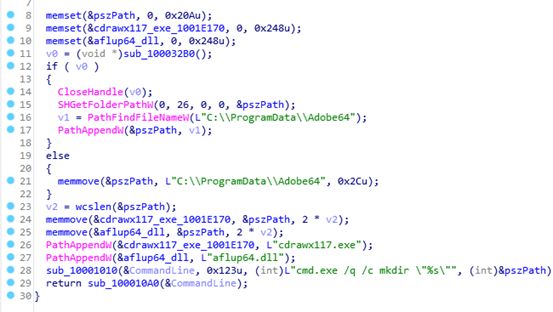 7
8 memset(&pszPath, 0, 0x20Au);
9 memset(&cdrawx117_exe_1001E170, 0, 0x248u);
10 memset(&aflup64_dll, 0, 0x248u);
11 v0 = (void *)sub_100032B0();
12 if ( v0 )
13 {
14 CloseHandle(v0);
15 SHGetFolderPathW(0, 26, 0, 0, &pszPath);
16 v1 = PathFindFileNameW(L"C:\\ProgramData\\Adobe64");
17 PathAppendW(&pszPath, v1);
18 }
19 else
20 {
21 memmove(&pszPath, L"C:\\ProgramData\\Adobe64", 0x2Cu);
22 }
23 v2 = wcslen(&pszPath);
24 memmove(&cdrawx117_exe_1001E170, &pszPath, 2 * v2);
25 memmove(&aflup64_dll, &pszPath, 2 * v2);
26 PathAppendW(&cdrawx117_exe_1001E170, L"cdrawx117.exe");
27 PathAppendW(&aflup64_dll, L"aflup64.dll");
28 sub_10001010(&CommandLine, 0x123u, (int)L"cmd.exe /q /c mkdir \"%s\"", (int)&pszPath)
29 return sub_100010A0(&CommandLine);
30 }